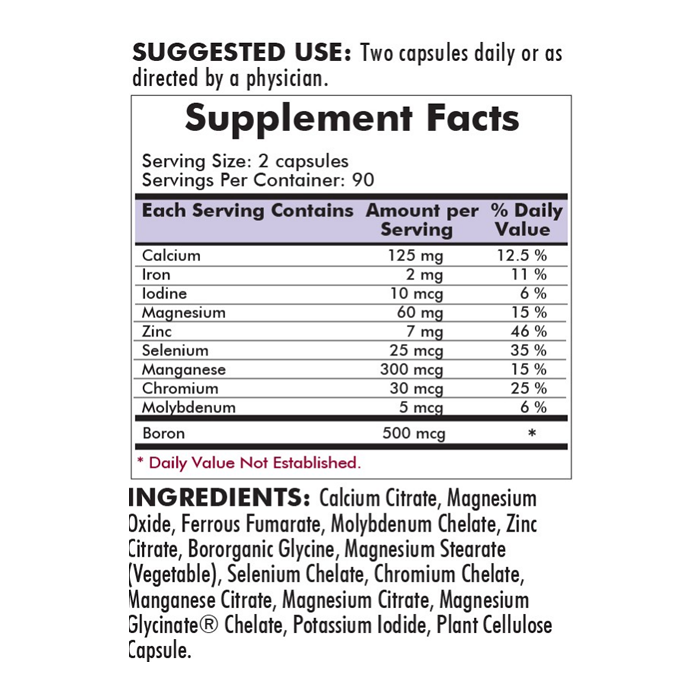 SUGGESTED USE: Two capsules daily or as
directed by a physician.
Supplement Facts
Serving Size: 2 capsules
Servings Per Container: 90
Each Serving Contains Amount per % Daily
Serving Value
Calcium 125 mg 12.5 %
Iron 2 mg 11 %
Iodine 10 mcg 6 %
Magnesium 60 mg 15 %
Zinc 7 mg 46 %
Selenium 25 mcg 35 %
Manganese 300 mcg 15 %
Chromium 30 mcg 25 %
Molybdenum 5 mcg 6 %
Boron 500 mcg *
* Daily Value Not Established.
INGREDIENTS: Calcium Citrate, Magnesium
Oxide, Ferrous Fumarate, Molybdenum Chelate, Zinc
Citrate, Bororganic Glycine, Magnesium Stearate
(Vegetable), Selenium Chelate, Chromium Chelate,
Manganese Citrate, Magnesium Citrate, Magnesium
Glycinate® Chelate, Potassium Iodide, Plant Cellulose
Capsule.